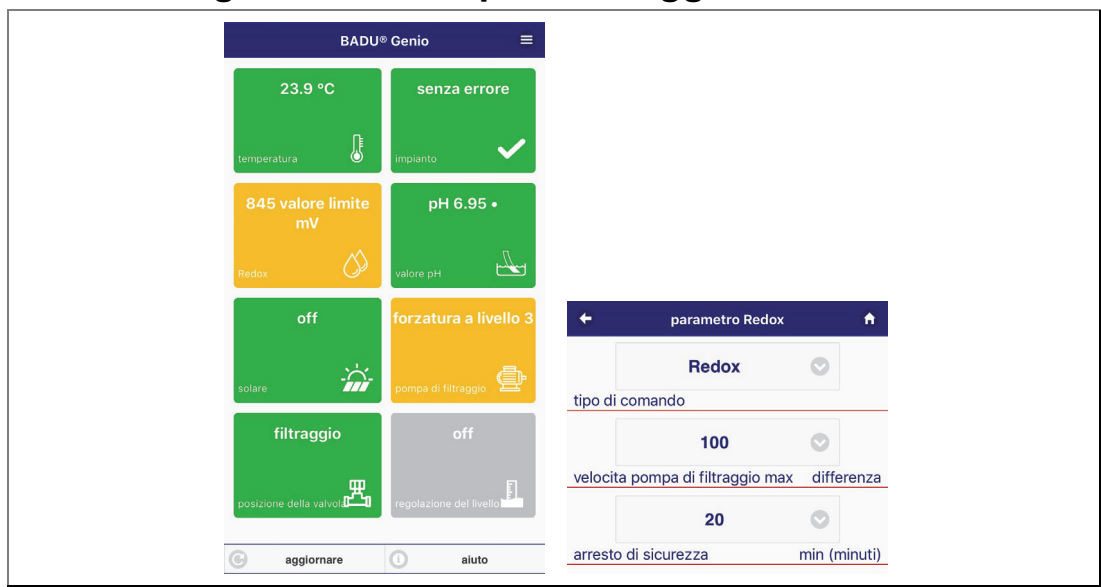 BADU® Genio
23.9 °C
temperatura
senza errore
impianto
845 valore limite
mV
Redox
pH 6.95 •
valore pH
off
solare
forzatura a livello 3
pompa di filtraggio
filtraggio
posizione della valvola
off
regolazione del livello
aggiornare
aiuto
parametro Redox
Redox
tipo di comando
100
velocita pompa di filtraggio max differenza
20
arresto di sicurezza min (minuti)